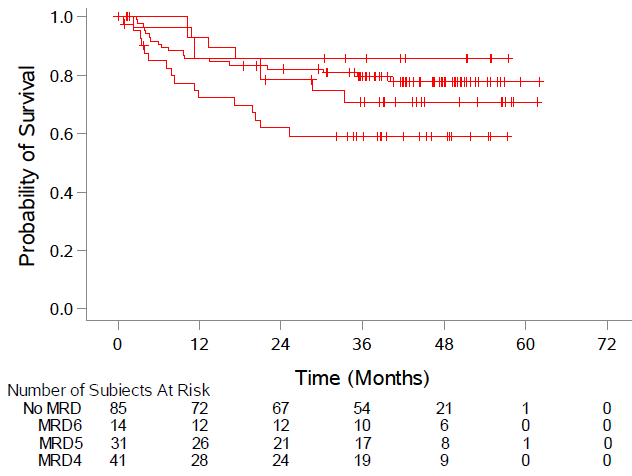 Probability of Survival
1.0
0.8
0.6
0.4
0.2
0.0
0 12 24 36 48 60 72
Time (Months)
Number of Subjects At Risk
No MRD 85 72 67 54 21 1 0
MRD6 14 12 12 10 6 0 0
MRD5 31 26 21 17 8 1 0
MRD4 41 28 24 19 9 0 0